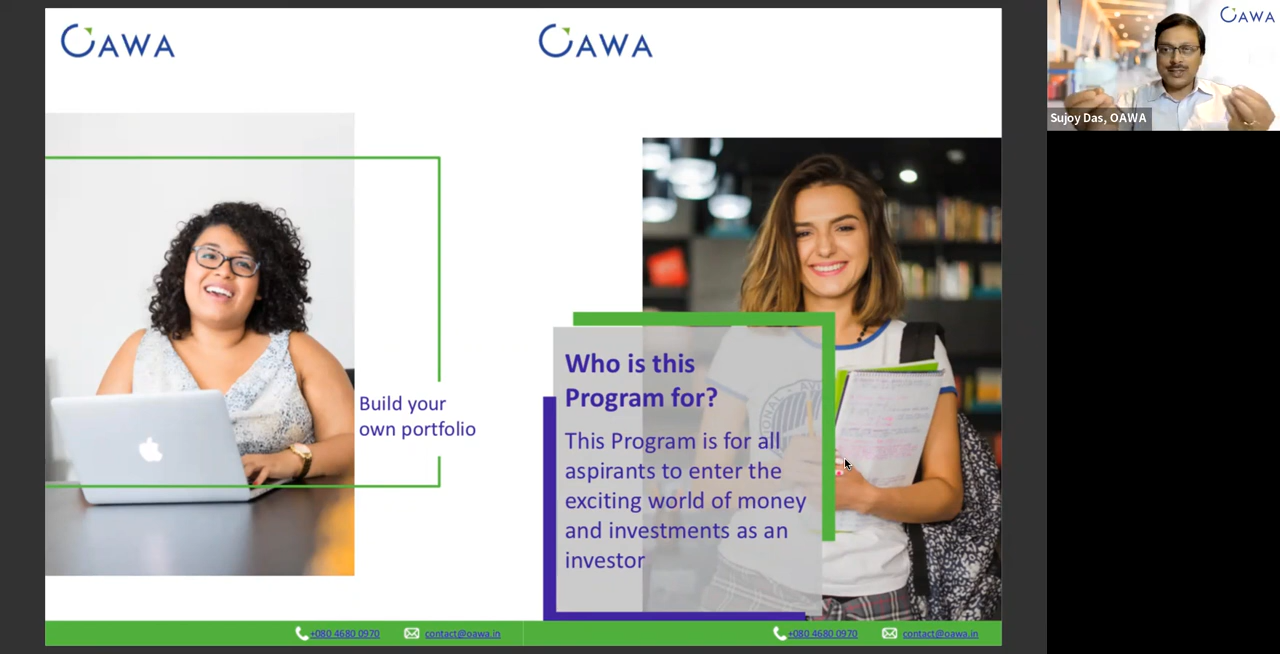 OAWA
OAWA
OAWA
Sujoy Das, OAWA
Build your
own portfolio
Who is this
Program for?
This Program is for all
aspirants to enter the
exciting world of money
and investments as an
investor
+080 4680 0970
contact@oawa.in
+080 4680 0970
contact@oawa.in